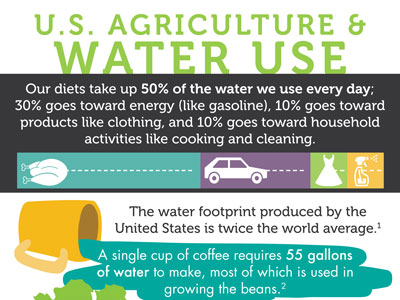 U.S. AGRICULTURE &
WATER USE
Our diets take up 50% of the water we use every day;
30% goes toward energy (like gasoline), 10% goes toward
products like clothing, and 10% goes toward household
activities like cooking and cleaning.
The water footprint produced by the
United States is twice the world average.¹
A single cup of coffee requires 55 gallons
of water to make, most of which is used in
growing the beans.²